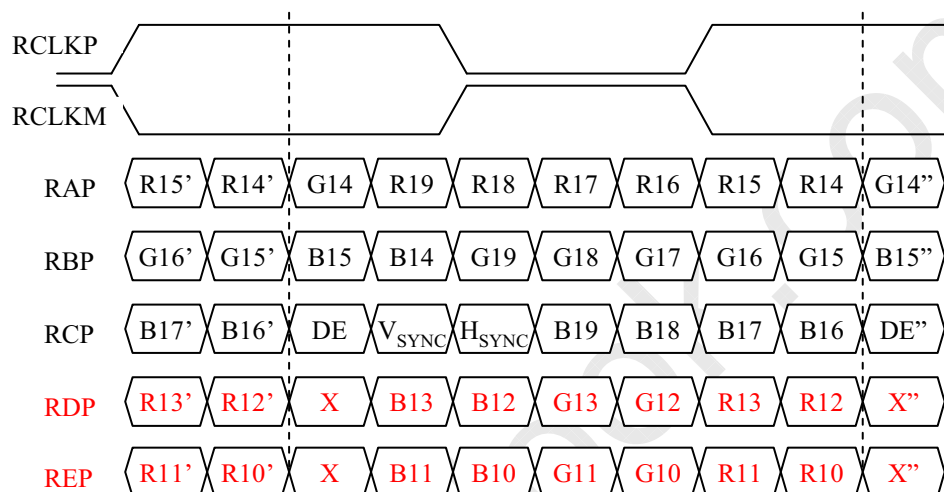 RCLKP
RCLKM
RAP R15’ R14’ G14 R19 R18 R17 R16 R15 R14 G14”
RBP G16’ G15’ B15 B14 G19 G18 G17 G16 G15 B15”
RCP B17’ B16’ DE VSYNC HSYNC B19 B18 B17 B16 DE”
RDP R13’ R12’ X B13 B12 G13 G12 R13 R12 X”
REP R11’ R10’ X B11 B10 G11 G10 R11 R10 X”